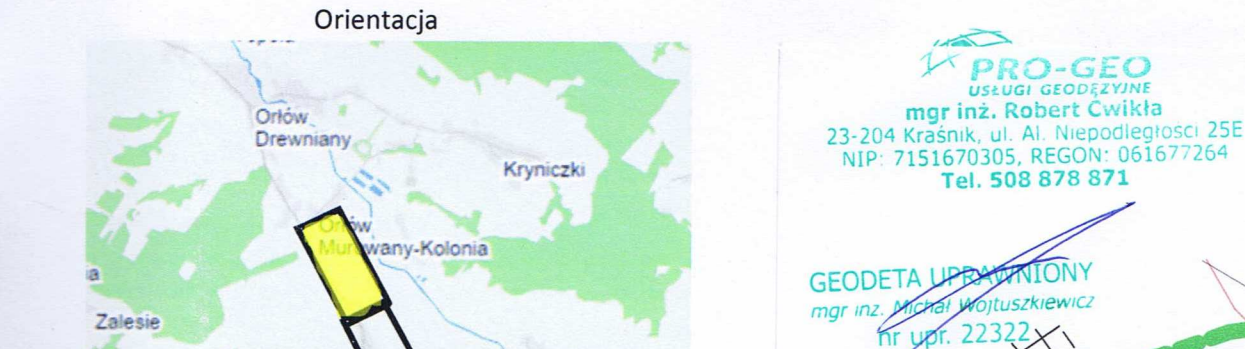 Orientacja
Orłów
Drewniany
Kryniczki
Orłów
Murowany-Kolonia
Zalesie
PRO-GEO
USŁUGI GEODEZYJNE
mgr inż. Robert Ćwikła
23-204 Kraśnik, ul. Al. Niepodległości 25E
NIP: 7151670305, REGON: 061677264
Tel. 508 878 871
GEODETA UPRAWNIONY
mgr inż. Michał Wojtuszkiewicz
nr upr. 22322